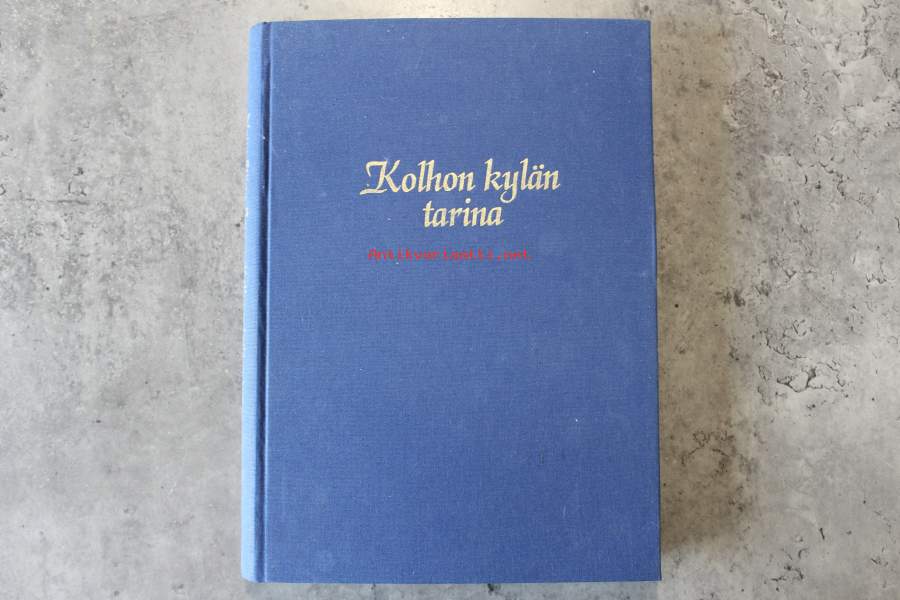 Kolhon kylän
tarina
Antikvariaatti.net